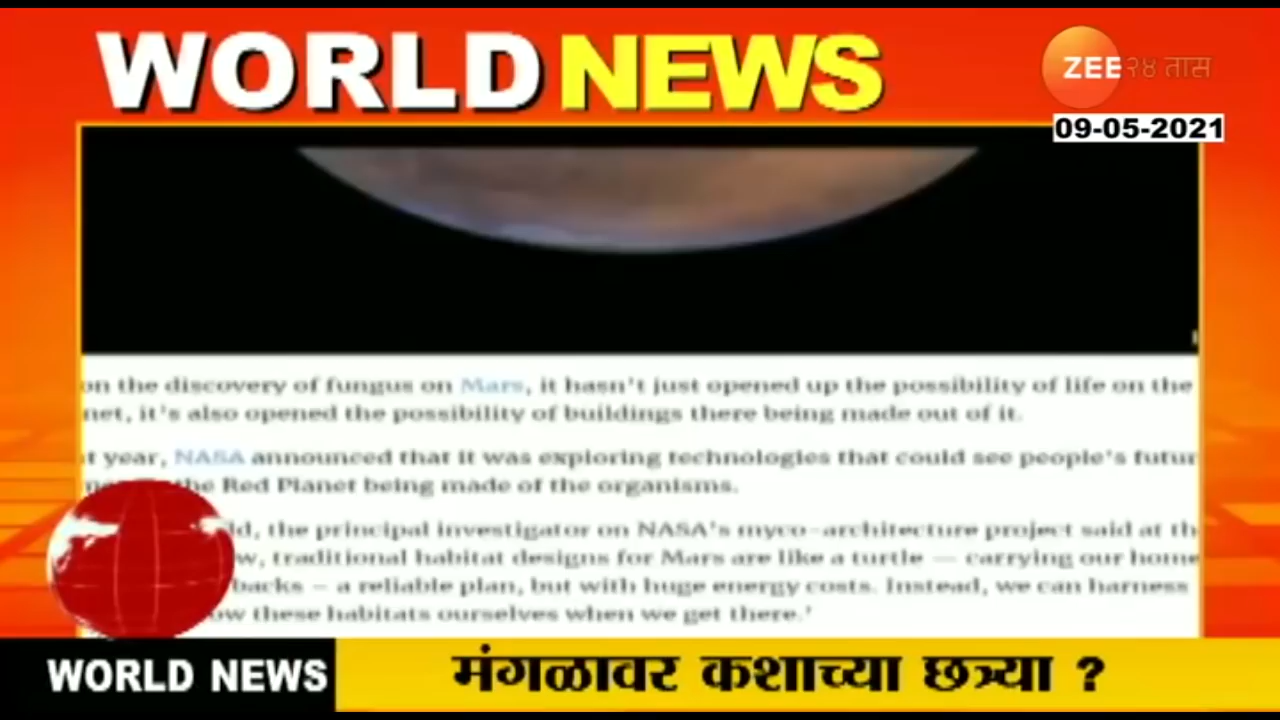 WORLD NEWS
ZEE २४ तास
09-05-2021
on the discovery of fungus on Mars, it hasn't just opened up the possibility of life on the
net, it's also opened the possibility of buildings there being made out of it.
t year, NASA announced that it was exploring technologies that could see people's futur
the Red Planet being made of the organisms.
ld, the principal investigator on NASA's myco-architecture project said at th
w, traditional habitat designs for Mars are like a turtle — carrying our home
backs – a reliable plan, but with huge energy costs. Instead, we can harness
ow these habitats ourselves when we get there.'
WORLD NEWS
मंगळावर कशाच्या छत्र्या ?